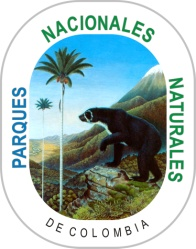 PARQUES
NACIONALES
NATURALES
DE COLOMBIA